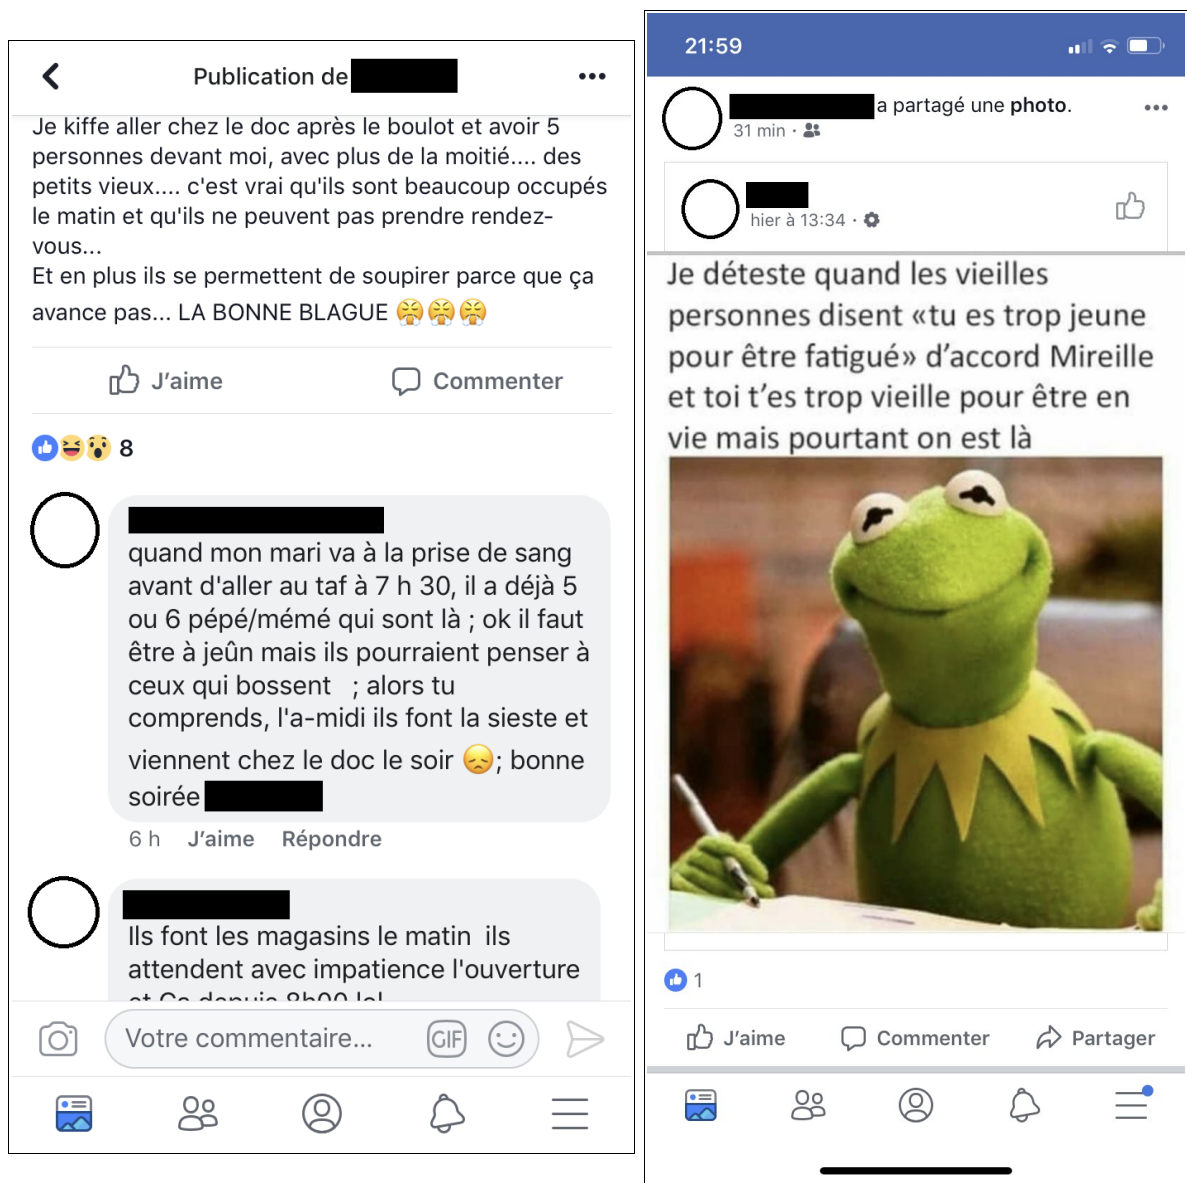 Publication de
Je kiffe aller chez le doc après le boulot et avoir 5
personnes devant moi, avec plus de la moitié.... des
petits vieux.... c'est vrai qu'ils sont beaucoup occupés
le matin et qu'ils ne peuvent pas prendre rendez-
vous...
Et en plus ils se permettent de soupirer parce que ça
avance pas... LA BONNE BLAGUE 😤😤😤
J'aime
Commenter
8
quand mon mari va à la prise de sang
avant d'aller au taf à 7 h 30, il a déjà 5
ou 6 pépé/mémé qui sont là ; ok il faut
être à jeûn mais ils pourraient penser à
ceux qui bossent ; alors tu
comprends, l'a-midi ils font la sieste et
viennent chez le doc le soir 😞; bonne
soirée
6 h J'aime Répondre
Ils font les magasins le matin ils
attendent avec impatience l'ouverture
et Ca depuis 8h00 lol
Votre commentaire...
GIF
21:59
a partagé une photo.
31 min
hier à 13:34
Je déteste quand les vieilles
personnes disent «tu es trop jeune
pour être fatigué» d'accord Mireille
et toi t'es trop vieille pour être en
vie mais pourtant on est là
1
J'aime
Commenter
Partager